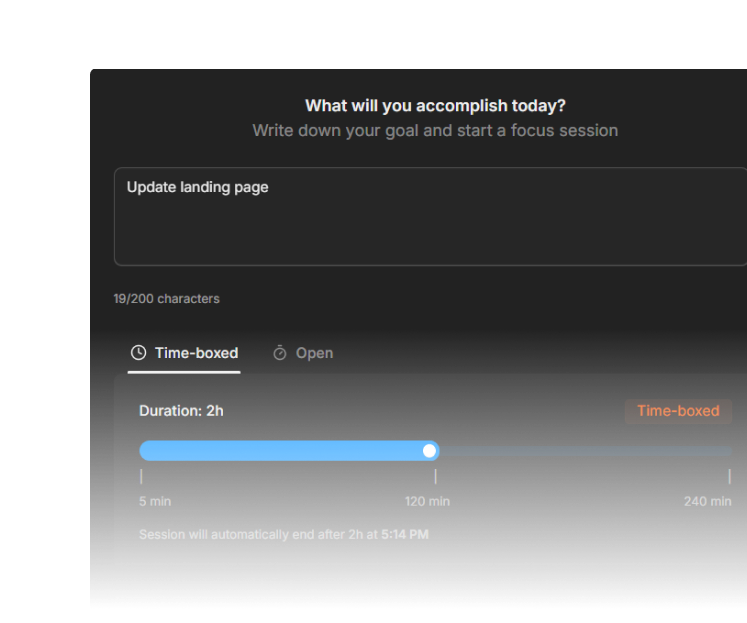 What will you accomplish today?
Write down your goal and start a focus session
Update landing page
19/200 characters
Time-boxed Open
Duration: 2h Time-boxed
5 min 120 min 240 min
Session will automatically end after 2h at 5:14 PM